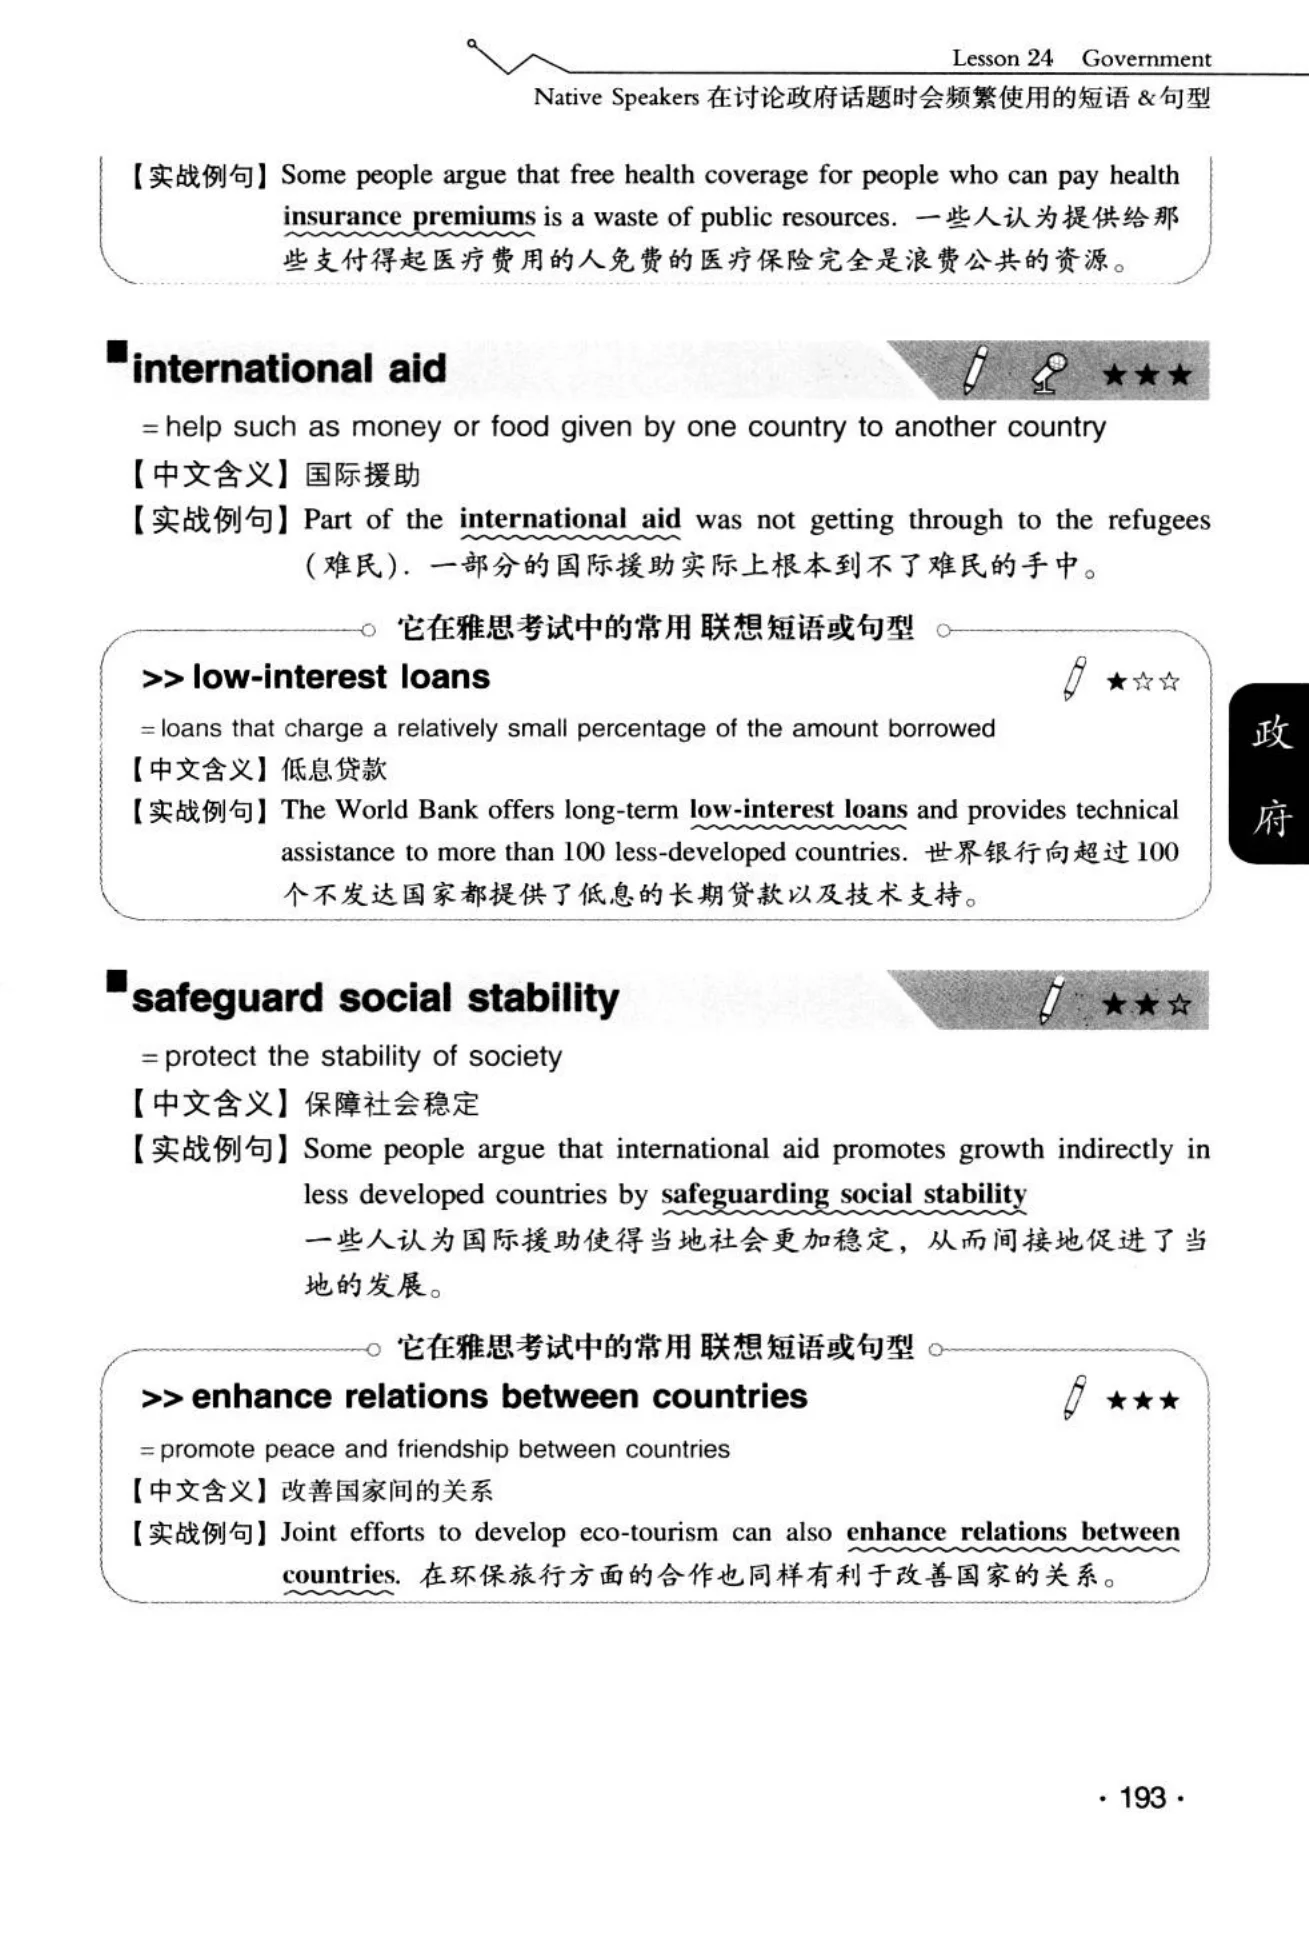 Lesson 24 Government
Native Speakers 在讨论政府话题时会频繁使用的短语 &句型
【实战例句】Some people argue that free health coverage for people who can pay health
insurance premiums is a waste of public resources. 一些人认为提供给那
些支付得起医疗费用的人免费的医疗保险完全是浪费公共的资源。
■international aid ★★★
=help such as money or food given by one country to another country
【中文含义】国际援助
【实战例句】Part of the international aid was not getting through to the refugees
(难民). 一部分的国际援助实际上根本到不了难民的手中。
它在雅思考试中的常用 联想短语或句型
>> low-interest loans ★☆☆
=loans that charge a relatively small percentage of the amount borrowed
【中文含义】低息贷款
【实战例句】The World Bank offers long-term low-interest loans and provides technical
assistance to more than 100 less-developed countries. 世界银行向超过100
个不发达国家都提供了低息的长期贷款以及技术支持。
政
府
■safeguard social stability ★★☆
=protect the stability of society
【中文含义】保障社会稳定
【实战例句】Some people argue that international aid promotes growth indirectly in
less developed countries by safeguarding social stability
一些人认为国际援助使得当地社会更加稳定，从而间接地促进了当
地的发展。
它在雅思考试中的常用 联想短语或句型
>> enhance relations between countries ★★★
=promote peace and friendship between countries
【中文含义】改善国家间的关系
【实战例句】Joint efforts to develop eco-tourism can also enhance relations between
countries. 在环保旅行方面的合作也同样有利于改善国家的关系。
· 193 ·